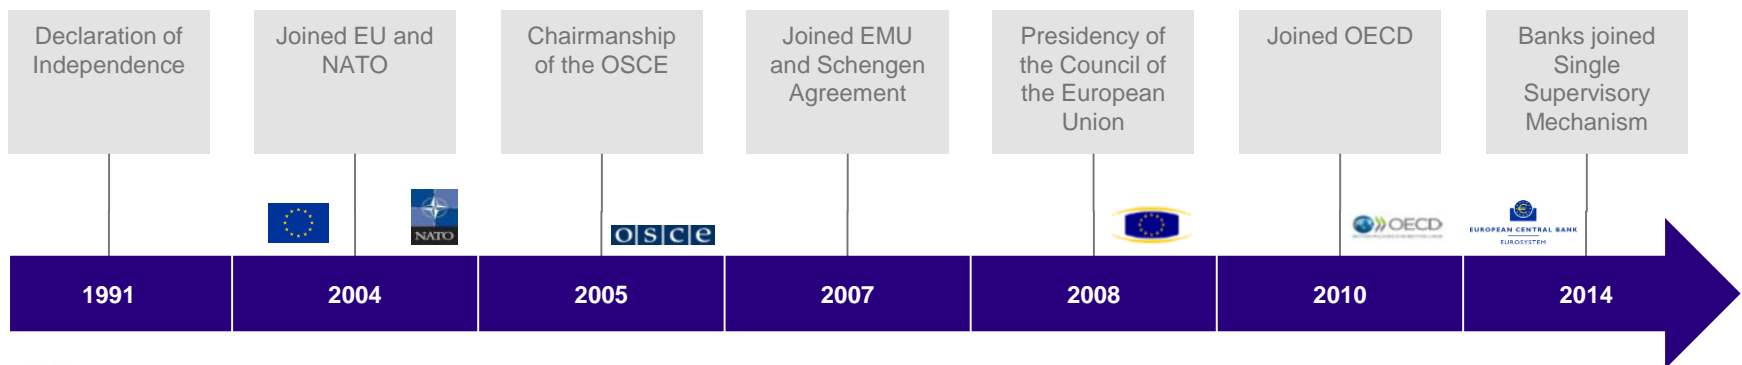 Declaration of
Independence
Joined EU and
NATO
Chairmanship
of the OSCE
Joined EMU
and Schengen
Agreement
Presidency of
the Council of
the European
Union
Joined OECD
Banks joined
Single
Supervisory
Mechanism
NATO
osce
OECD
EUROPEAN CENTRAL BANK
EUROSYSTEM
1991
2004
2005
2007
2008
2010
2014